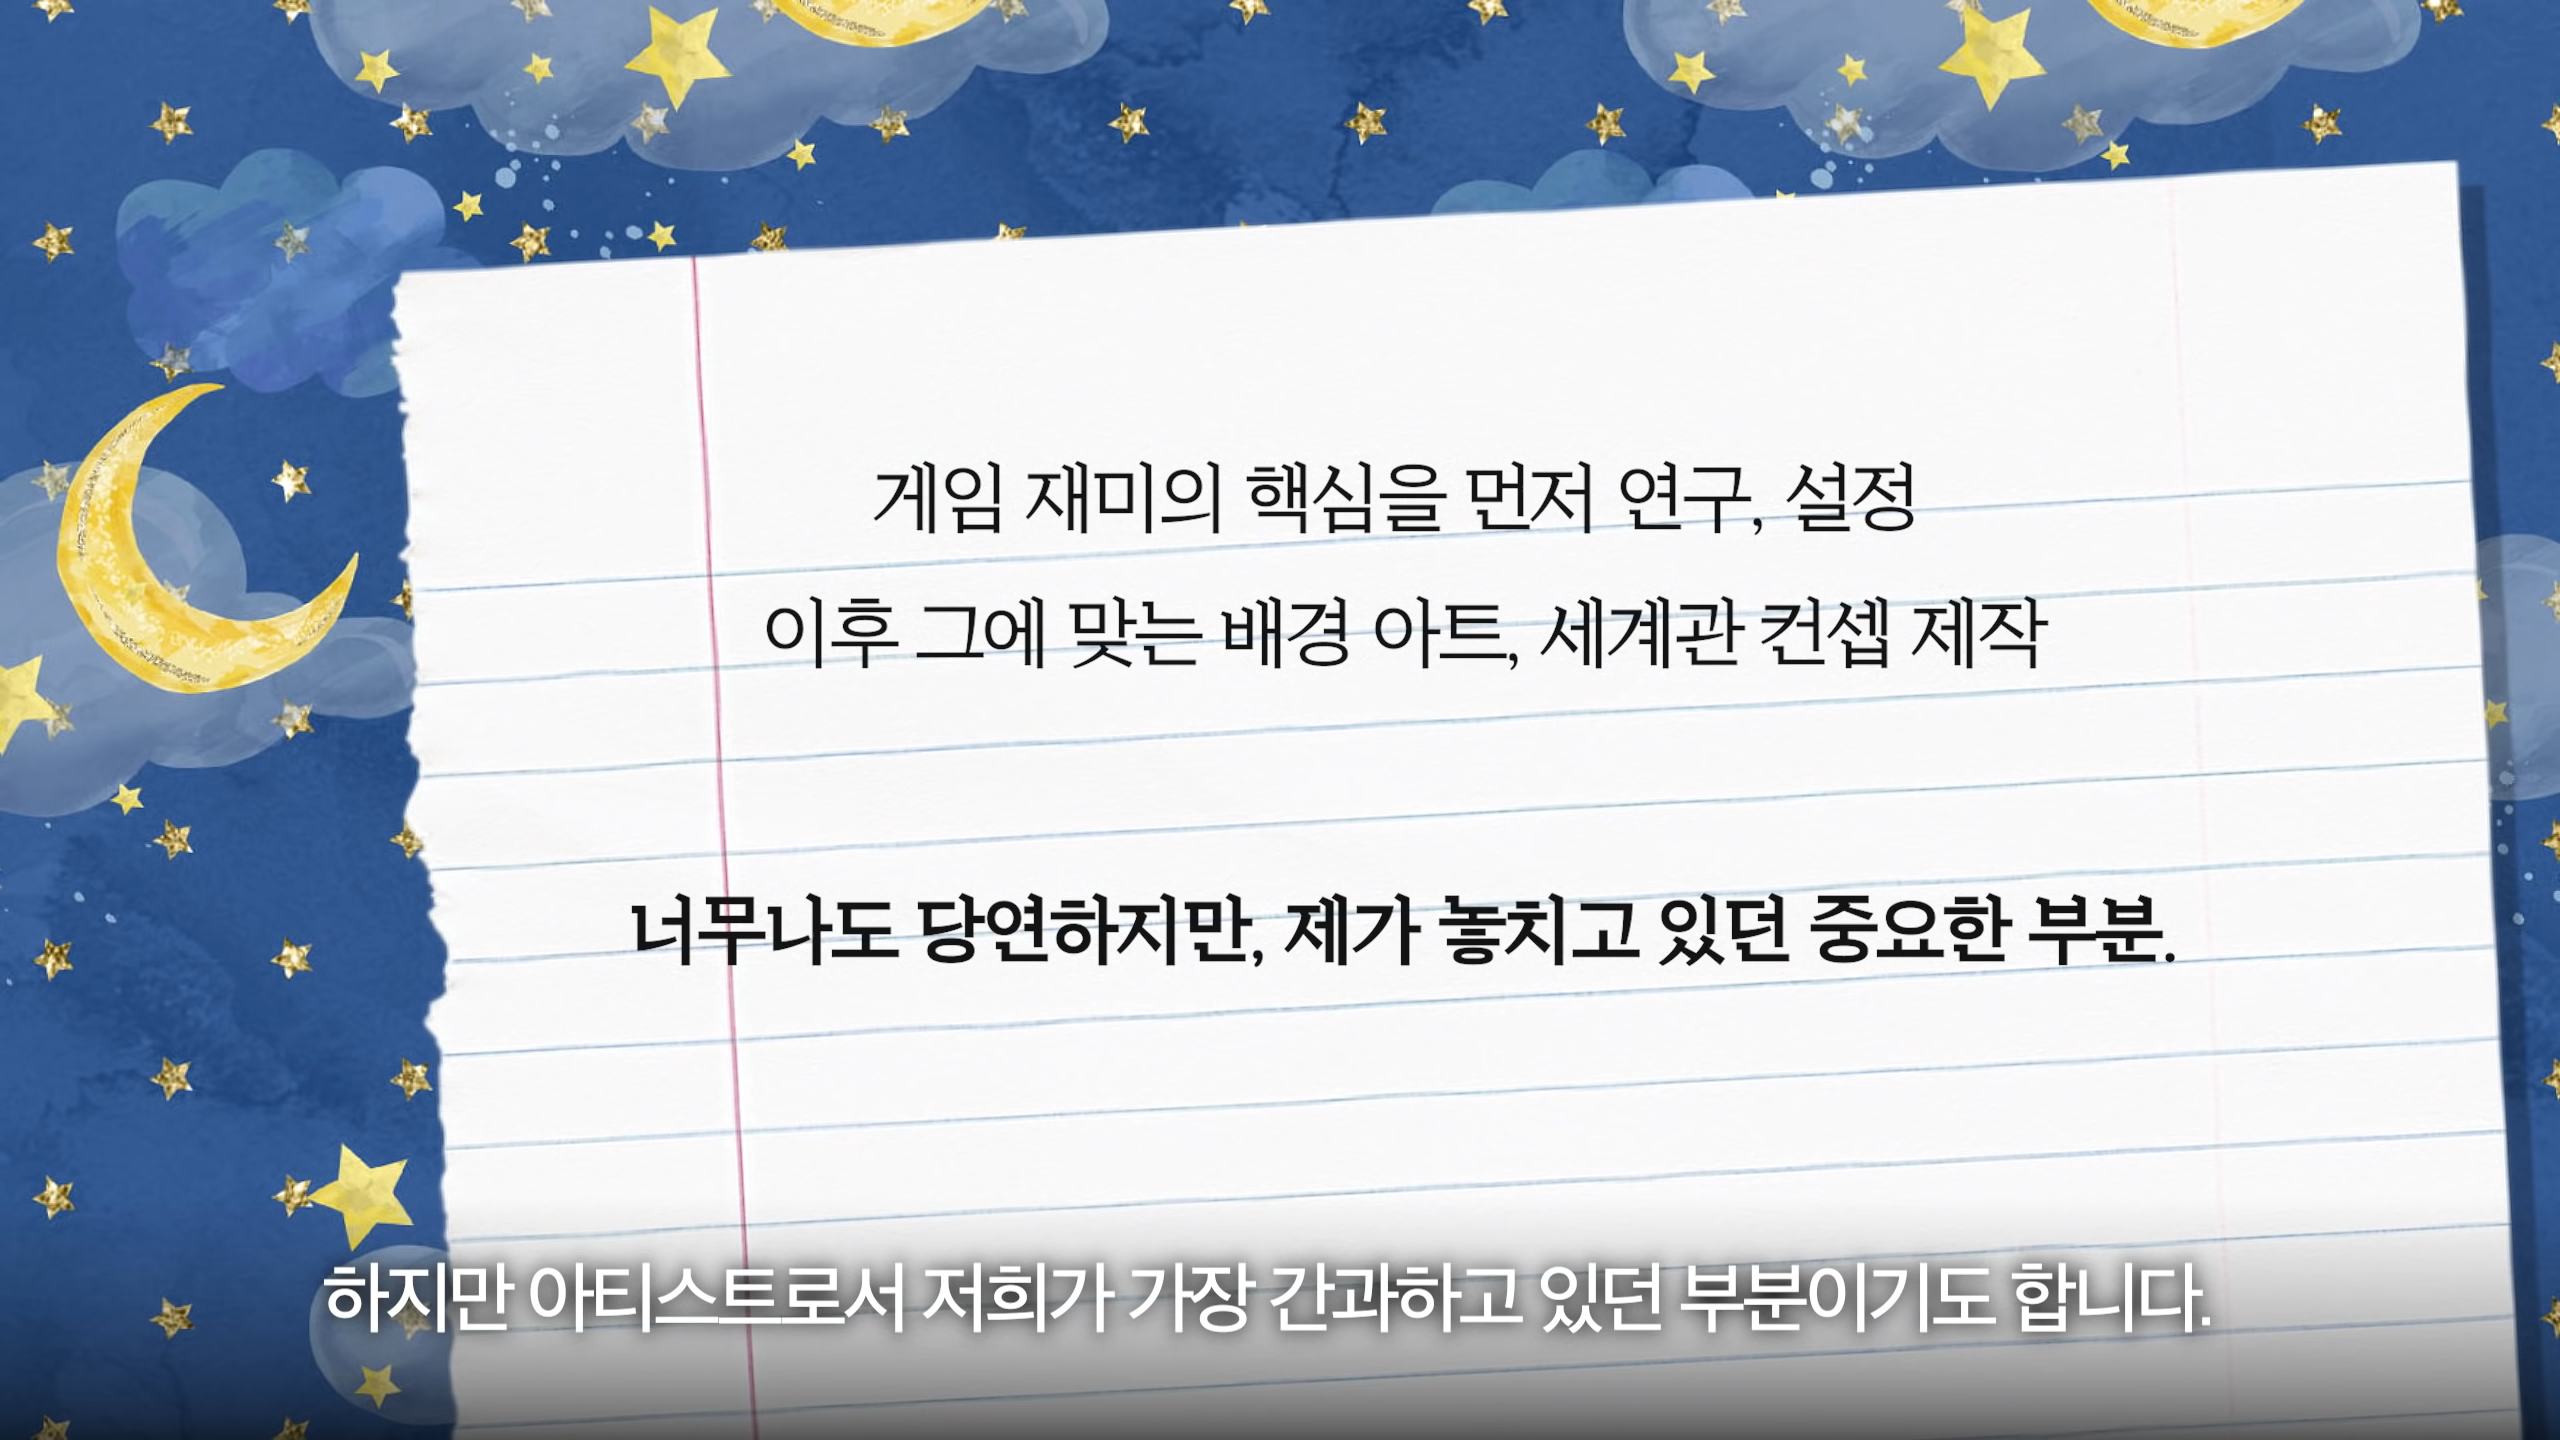 게임 재미의 핵심을 먼저 연구, 설정
이후 그에 맞는 배경 아트, 세계관 컨셉 제작
너무나도 당연하지만, 제가 놓치고 있던 중요한 부분.
하지만 아티스트로서 저희가 가장 간과하고 있던 부분이기도 합니다.